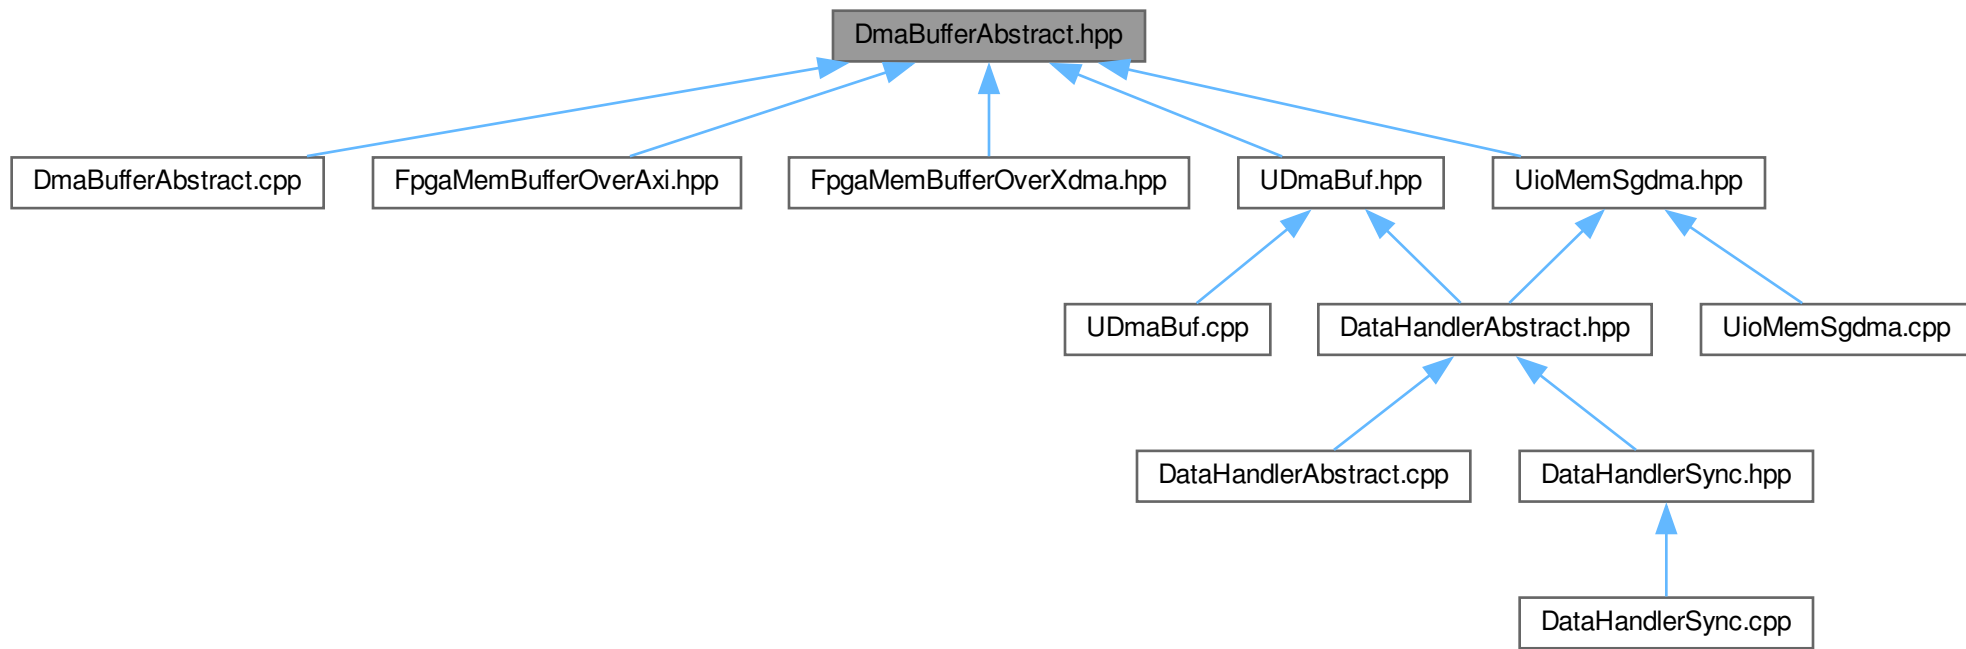 DmaBufferAbstract.hpp
DmaBufferAbstract.cpp
FpgaMemBufferOverAxi.hpp
FpgaMemBufferOverXdma.hpp
UDmaBuf.hpp
UioMemSgdma.hpp
UDmaBuf.cpp
DataHandlerAbstract.hpp
UioMemSgdma.cpp
DataHandlerAbstract.cpp
DataHandlerSync.hpp
DataHandlerSync.cpp